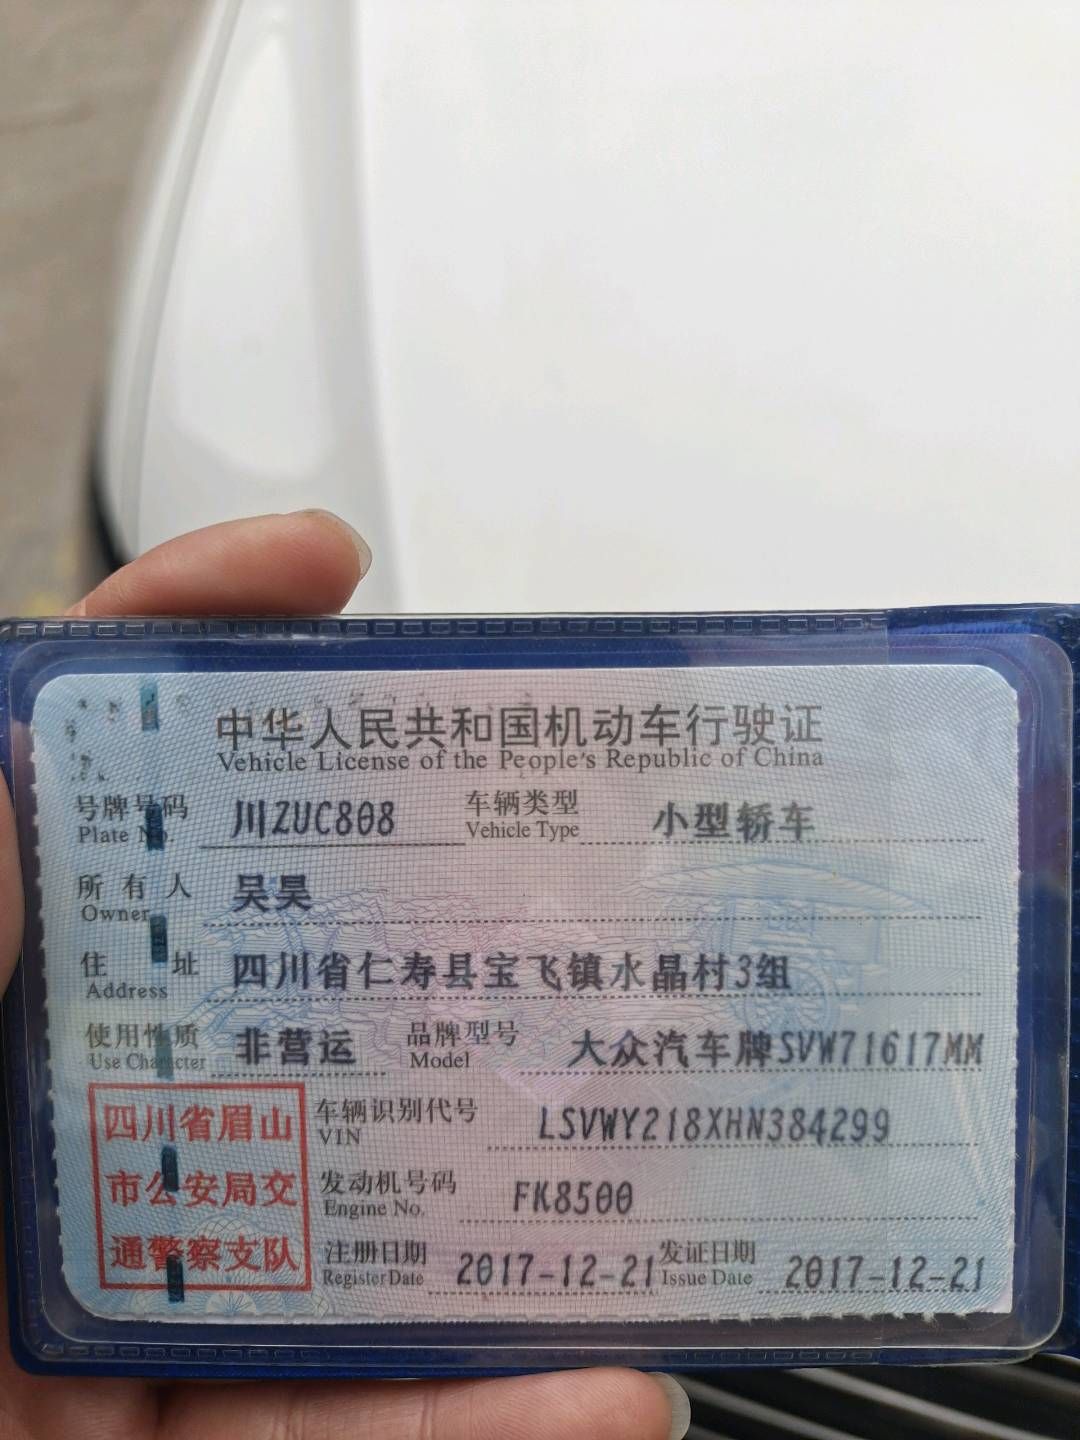 中华人民共和国机动车行驶证
Vehicle License of the People's Republic of China
号牌号码 川ZUC808 车辆类型 小型轿车
Plate No. Vehicle Type
所有人 吴昊
Owner
住址 四川省仁寿县宝飞镇水晶村3组
Address
使用性质 非营运 品牌型号 大众汽车牌SVW71617MM
Use Character Model
四川省眉山
市公安局交
通警察支队
车辆识别代号 LSVWY218XHN384299
VIN
发动机号码 FK8500
Engine No.
注册日期 2017-12-21 发证日期 2017-12-21
Register Date Issue Date